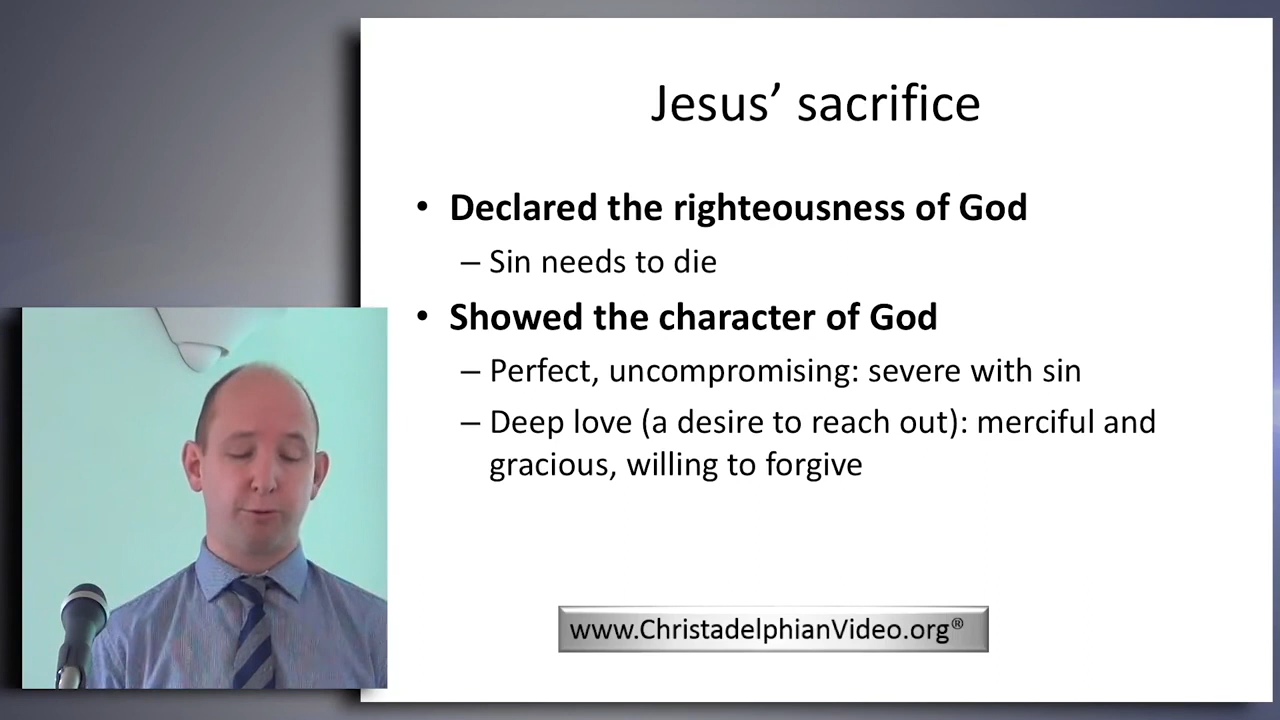 Jesus’ sacrifice
• Declared the righteousness of God
– Sin needs to die
• Showed the character of God
– Perfect, uncompromising: severe with sin
– Deep love (a desire to reach out): merciful and
gracious, willing to forgive
www.ChristadelphianVideo.org®